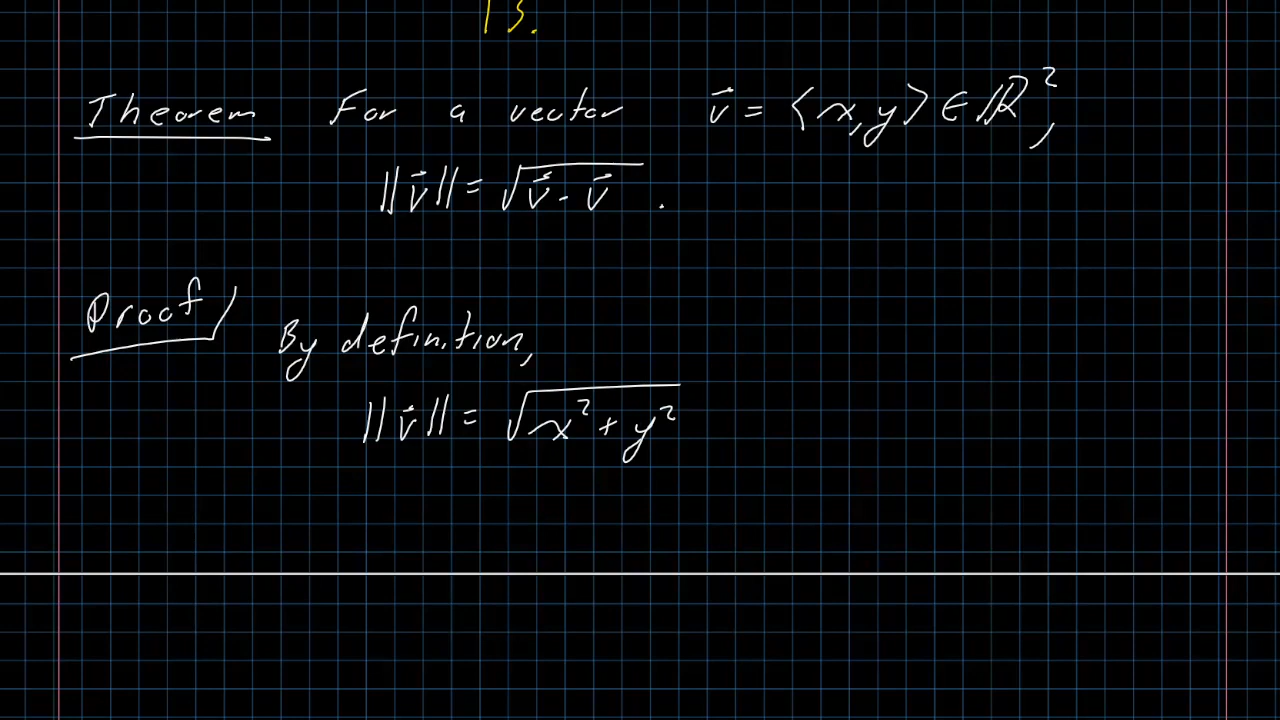 13.
Theorem For a vector v⃗ = ⟨x,y⟩ ∈ ℝ²,
‖v⃗‖ = √(v⃗ · v⃗) .
Proof/ By definition,
‖v⃗‖ = √(x² + y²)